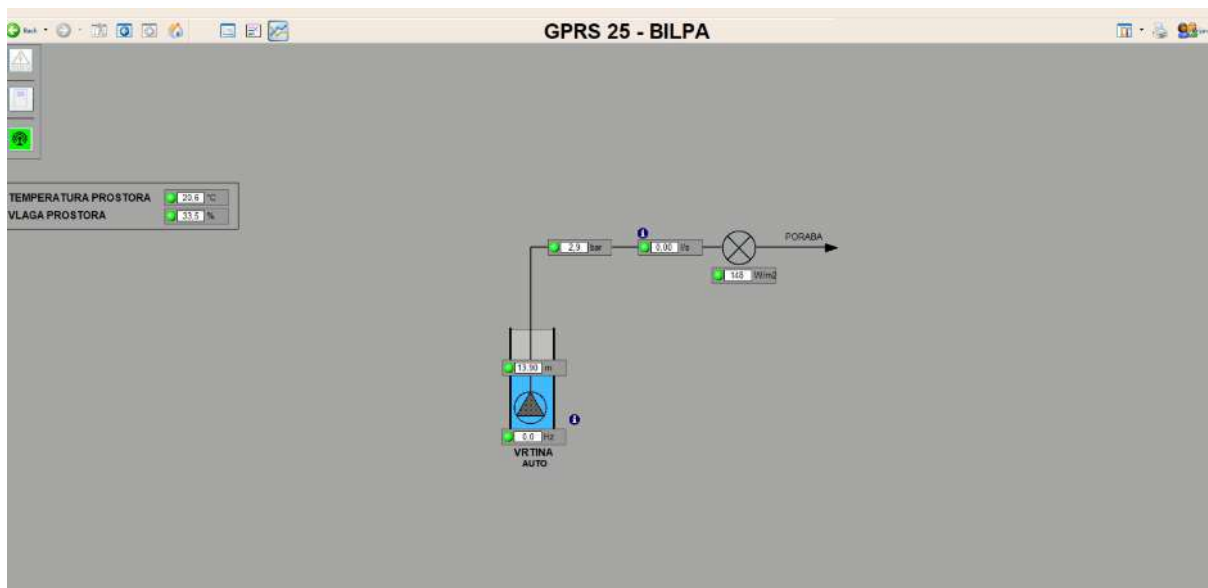 Back
GPRS 25 - BILPA
TEMPERATURA PROSTORA 20.6 °C
VLAGA PROSTORA 33.5 %
2.9 bar
0.00 l/s
PORABA
148 W/m2
13.90 m
0.0 Hz
VRTINA
AUTO